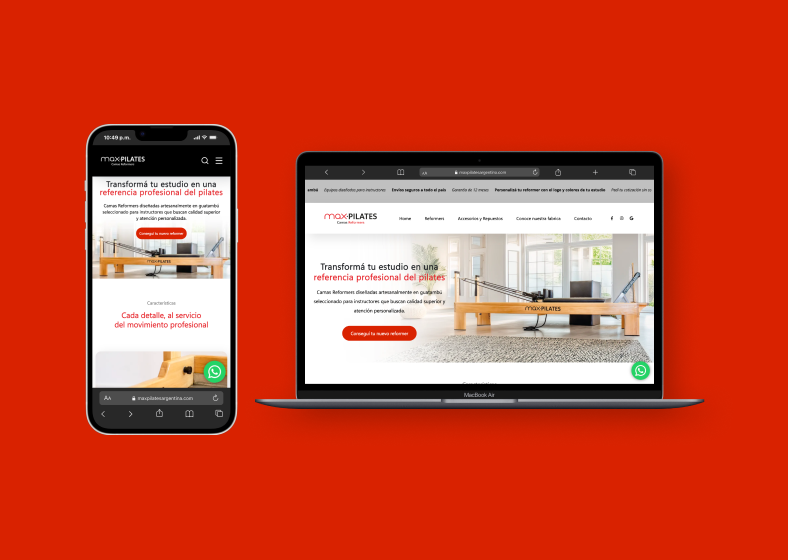 10:49 p.m.
max-PILATES
Camas Reformers
Transformá tu estudio en una
referencia profesional del pilates
Camas Reformers diseñadas artesanalmente en guatambú
seleccionado para instructores que buscan calidad superior
y atención personalizada.
Conseguí tu nuevo reformer
max-PILATES
Características
Cada detalle, al servicio
del movimiento profesional
AA maxpilatesargentina.com
AA maxpilatesargentina.com
Equipos diseñados para instructores Envíos seguros a todo el país Garantía de 12 meses Personalizá tu reformer con el logo y colores de tu estudio Pedí tu cotización sin
max-PILATES
Camas Reformers
Home Reformers Accesorios y Repuestos Conoce nuestra fabrica Contacto
Transformá tu estudio en una
referencia profesional del pilates
Camas Reformers diseñadas artesanalmente en guatambú
seleccionado para instructores que buscan calidad superior y
atención personalizada.
Conseguí tu nuevo reformer
max-PILATES
MacBook Air